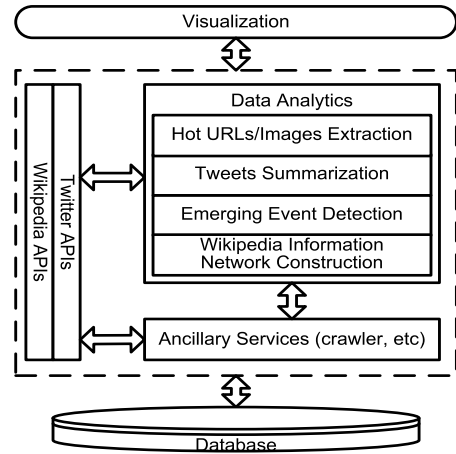 Visualization
Wikipedia APIs
Twitter APIs
Data Analytics
Hot URLs/Images Extraction
Tweets Summarization
Emerging Event Detection
Wikipedia Information
Network Construction
Ancillary Services (crawler, etc)
Database